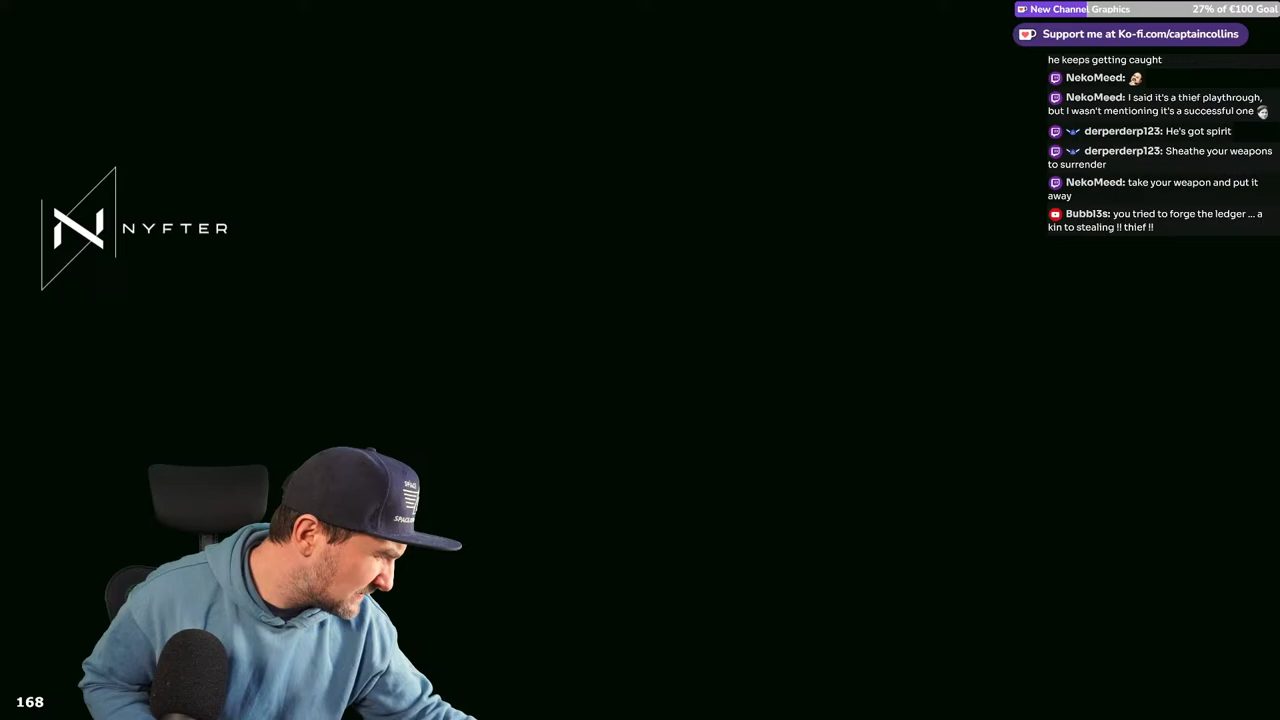 New Channel Graphics 27% of €100 Goal
Support me at Ko-fi.com/captaincollins
he keeps getting caught
NekoMeed:
NekoMeed: I said it's a thief playthrough,
but I wasn't mentioning it's a successful one
derperderp123: He's got spirit
derperderp123: Sheathe your weapons
to surrender
NekoMeed: take your weapon and put it
away
Bubbl3s: you tried to forge the ledger ... a
kin to stealing !! thief !!
N NYFTER
SPACE
168